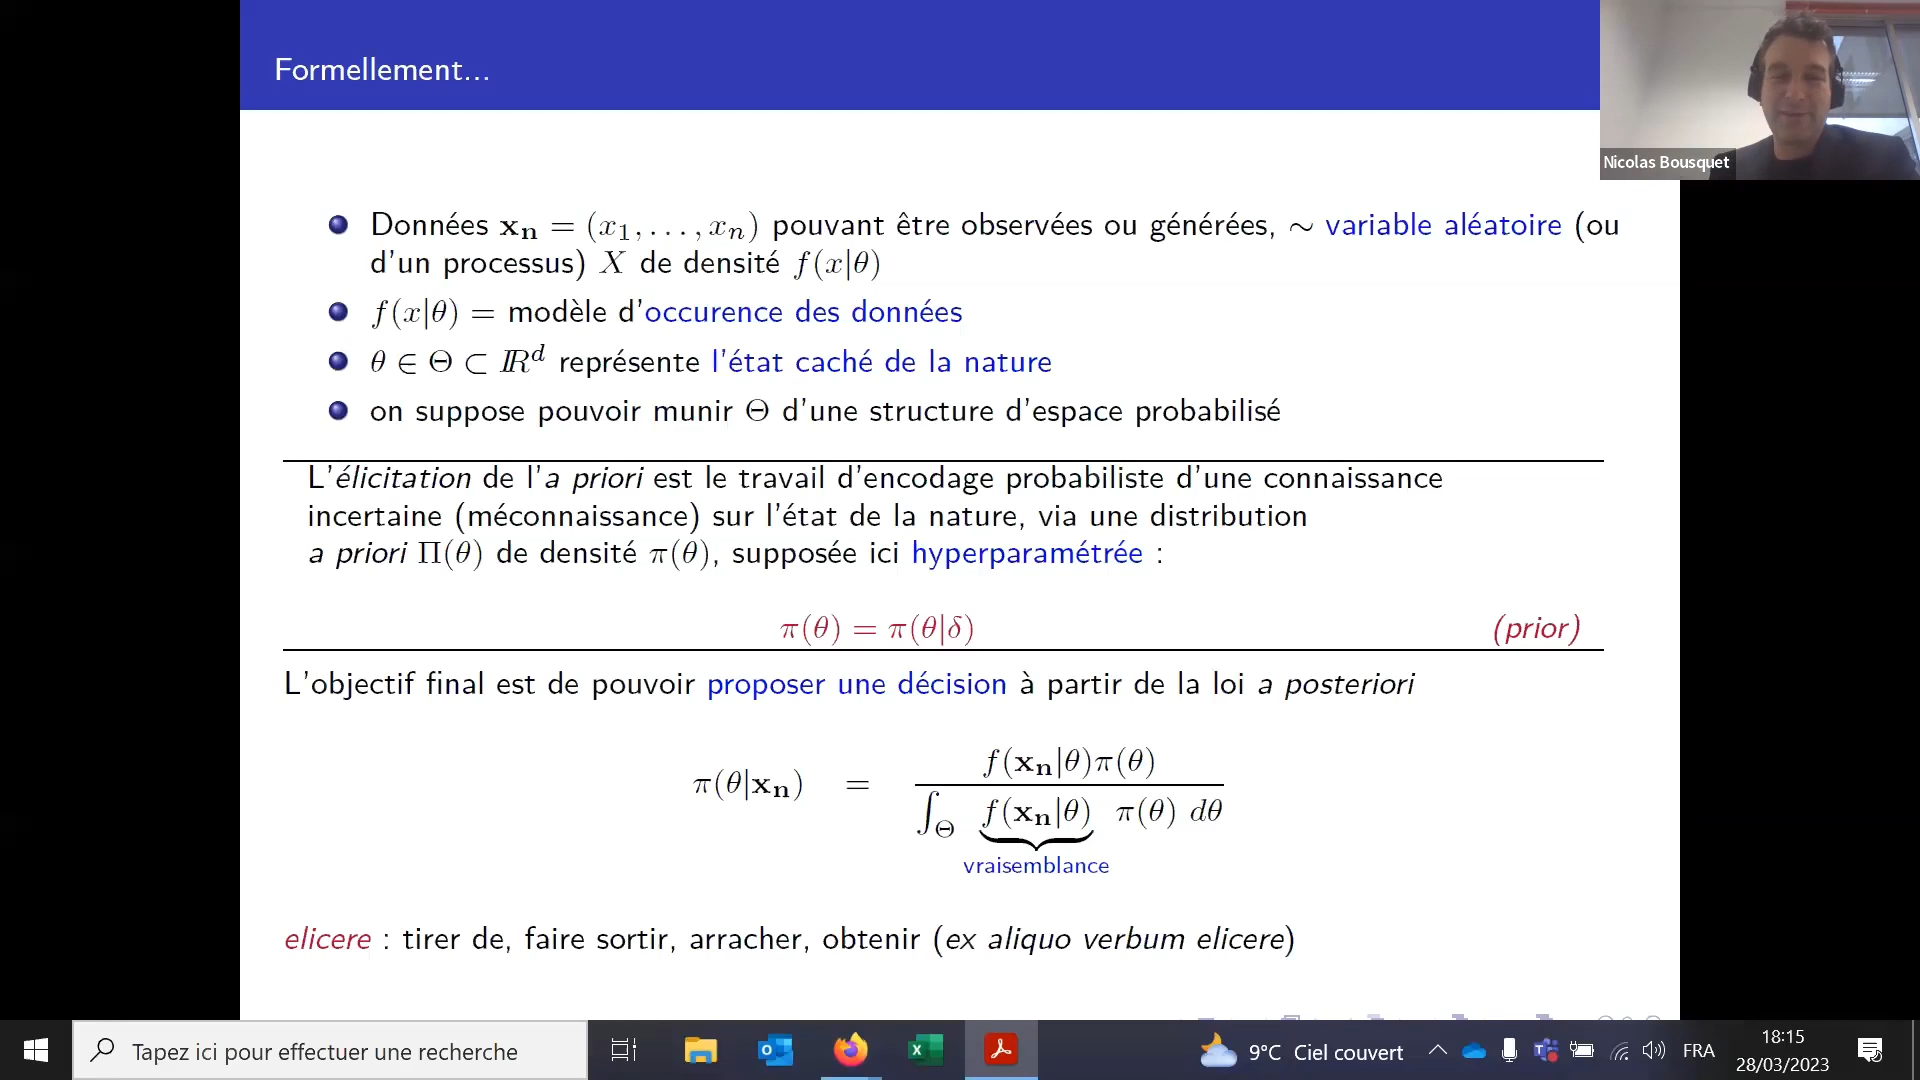 Formellement...
Nicolas Bousquet
Données xₙ = (x₁, . . . , xₙ) pouvant être observées ou générées, ∼ variable aléatoire (ou
d'un processus) X de densité f(x|θ)
f(x|θ) = modèle d'occurence des données
θ ∈ Θ ⊂ ℝᵈ représente l'état caché de la nature
on suppose pouvoir munir Θ d'une structure d'espace probabilisé
L'élicitation de l'a priori est le travail d'encodage probabiliste d'une connaissance
incertaine (méconnaissance) sur l'état de la nature, via une distribution
a priori Π(θ) de densité π(θ), supposée ici hyperparamétrée :
π(θ) = π(θ|δ) (prior)
L'objectif final est de pouvoir proposer une décision à partir de la loi a posteriori
π(θ|xₙ) = f(xₙ|θ)π(θ)
∫_Θ f(xₙ|θ) π(θ) dθ
vraisemblance
elicere : tirer de, faire sortir, arracher, obtenir (ex aliquo verbum elicere)
Tapez ici pour effectuer une recherche
9°C Ciel couvert
FRA
18:15
28/03/2023